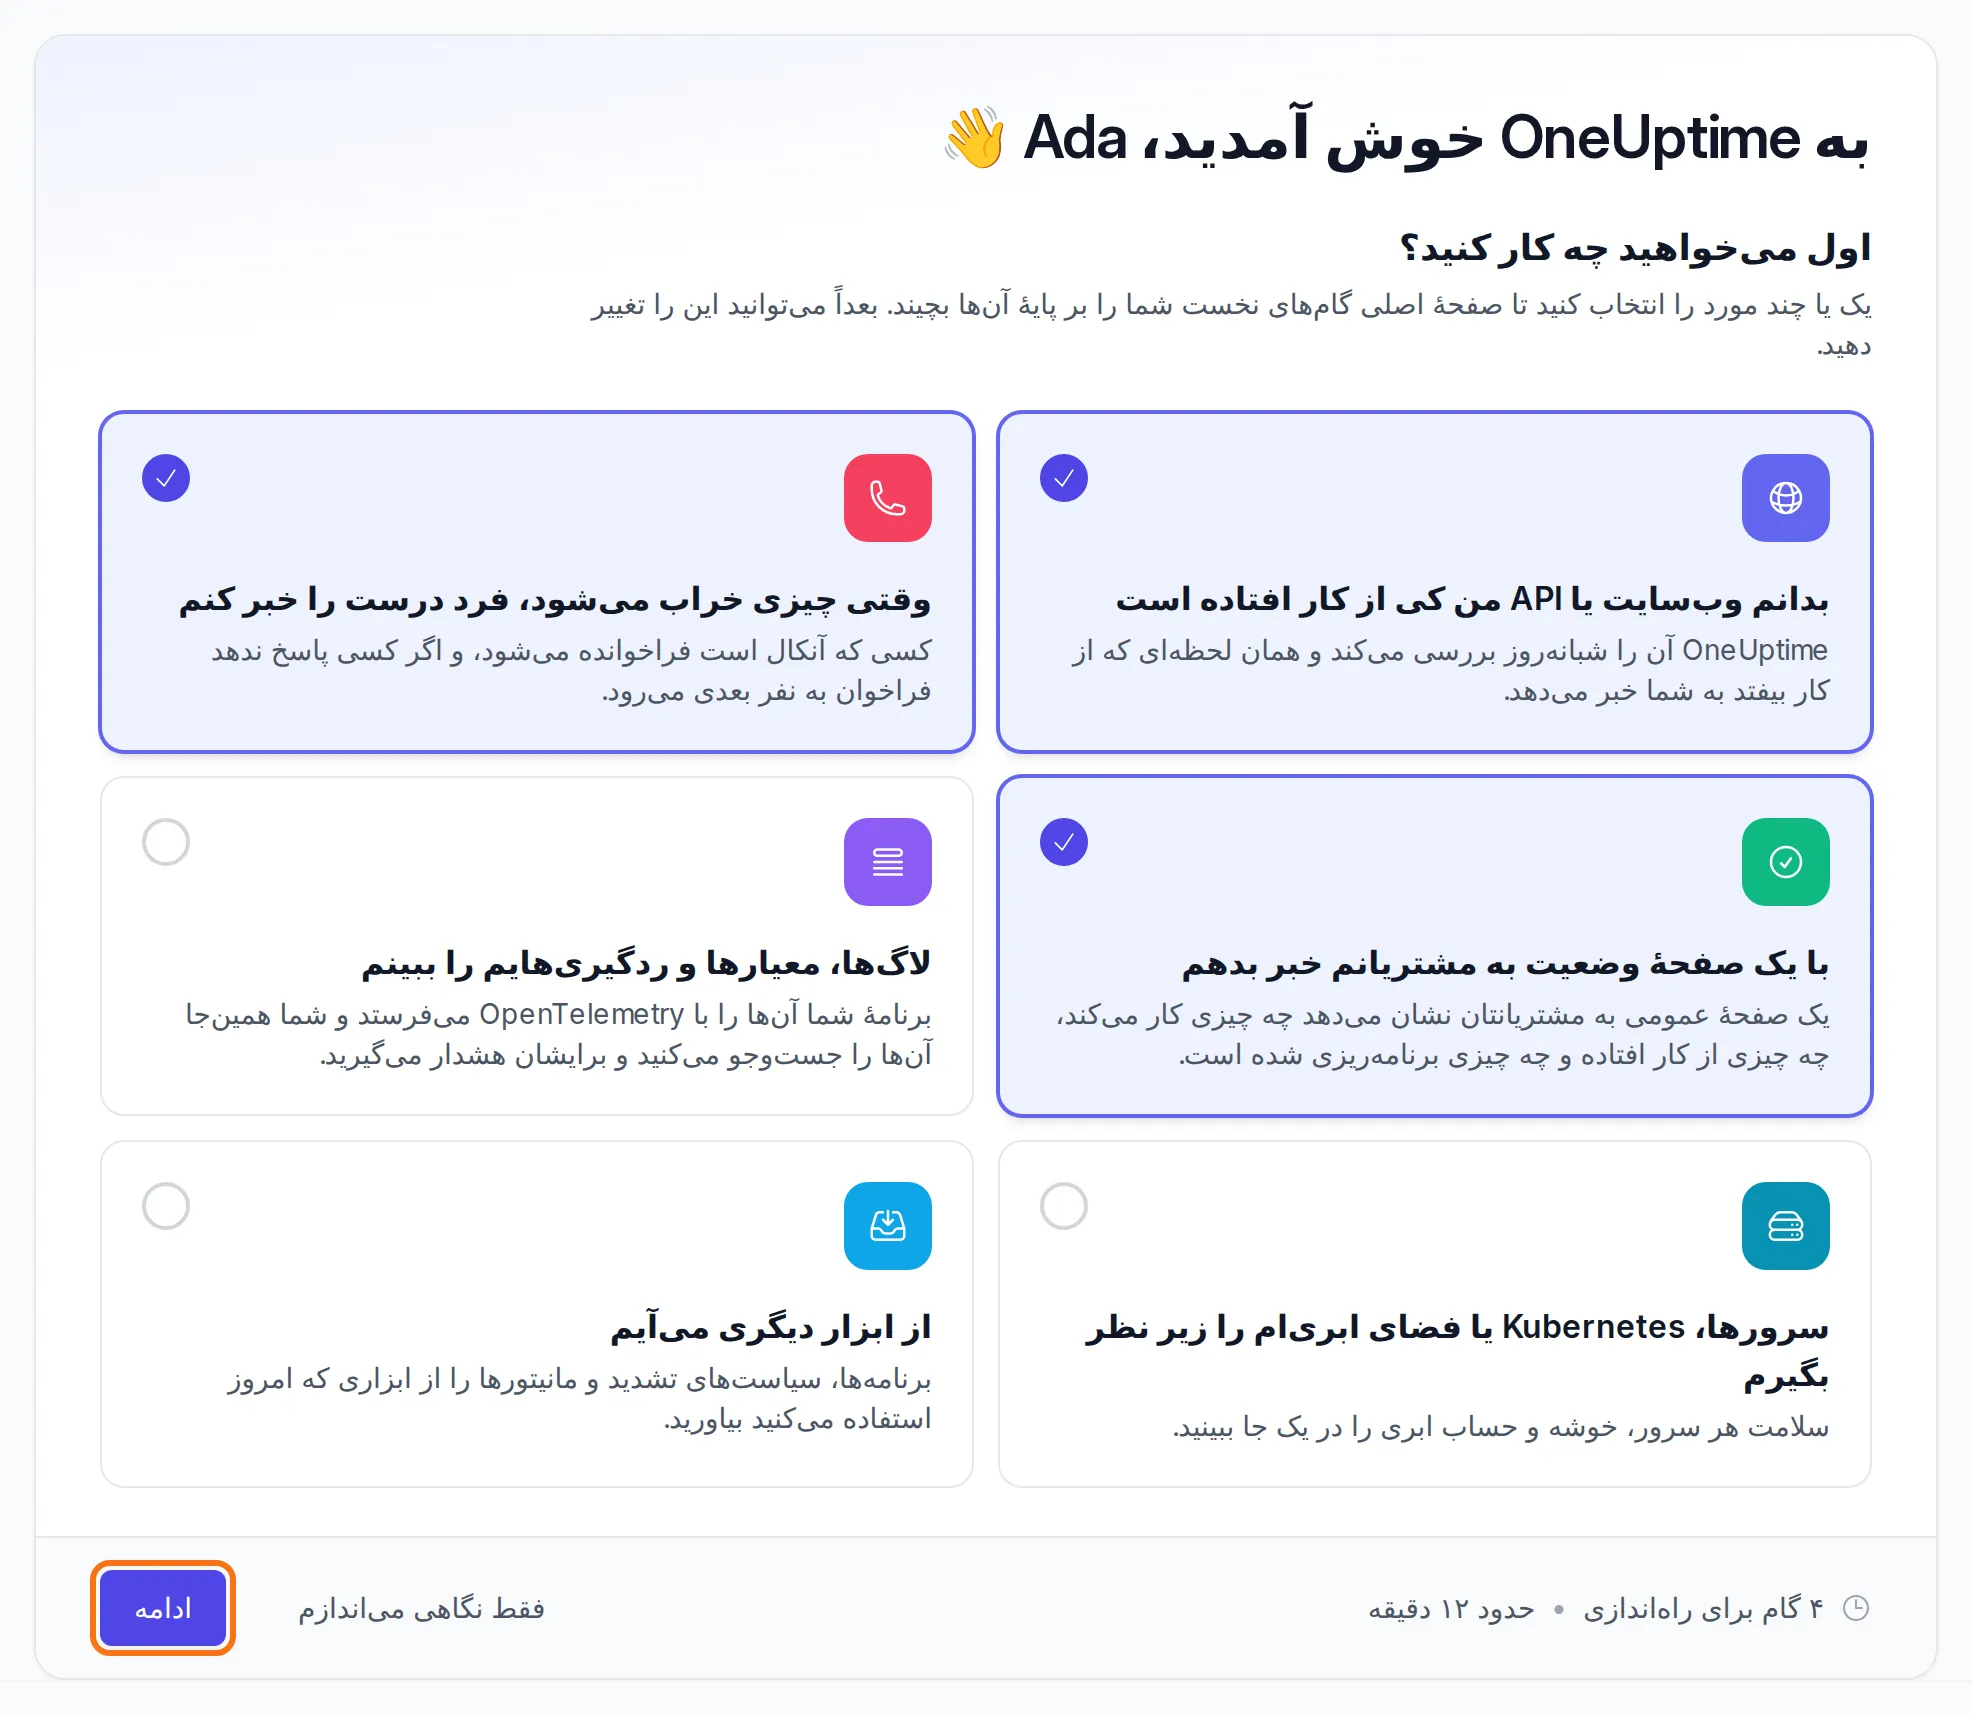 به OneUptime خوش آمدید، Ada 👋
اول می‌خواهید چه کار کنید؟
یک یا چند مورد را انتخاب کنید تا صفحهٔ اصلی گام‌های نخست شما را بر پایهٔ آن‌ها بچیند. بعداً می‌توانید این را تغییر
دهید.
بدانم وب‌سایت یا API من کی از کار افتاده است
OneUptime آن را شبانه‌روز بررسی می‌کند و همان لحظه‌ای که از
کار بیفتد به شما خبر می‌دهد.
وقتی چیزی خراب می‌شود، فرد درست را خبر کنم
کسی که آنکال است فراخوانده می‌شود، و اگر کسی پاسخ ندهد
فراخوان به نفر بعدی می‌رود.
با یک صفحهٔ وضعیت به مشتریانم خبر بدهم
یک صفحهٔ عمومی به مشتریانتان نشان می‌دهد چه چیزی کار می‌کند،
چه چیزی از کار افتاده و چه چیزی برنامه‌ریزی شده است.
لاگ‌ها، معیارها و ردگیری‌هایم را ببینم
برنامهٔ شما آن‌ها را با OpenTelemetry می‌فرستد و شما همین‌جا
آن‌ها را جست‌وجو می‌کنید و برایشان هشدار می‌گیرید.
سرورها، Kubernetes یا فضای ابری‌ام را زیر نظر
بگیرم
سلامت هر سرور، خوشه و حساب ابری را در یک جا ببینید.
از ابزار دیگری می‌آیم
برنامه‌ها، سیاست‌های تشدید و مانیتورها را از ابزاری که امروز
استفاده می‌کنید بیاورید.
۴ گام برای راه‌اندازی • حدود ۱۲ دقیقه
فقط نگاهی می‌اندازم
ادامه